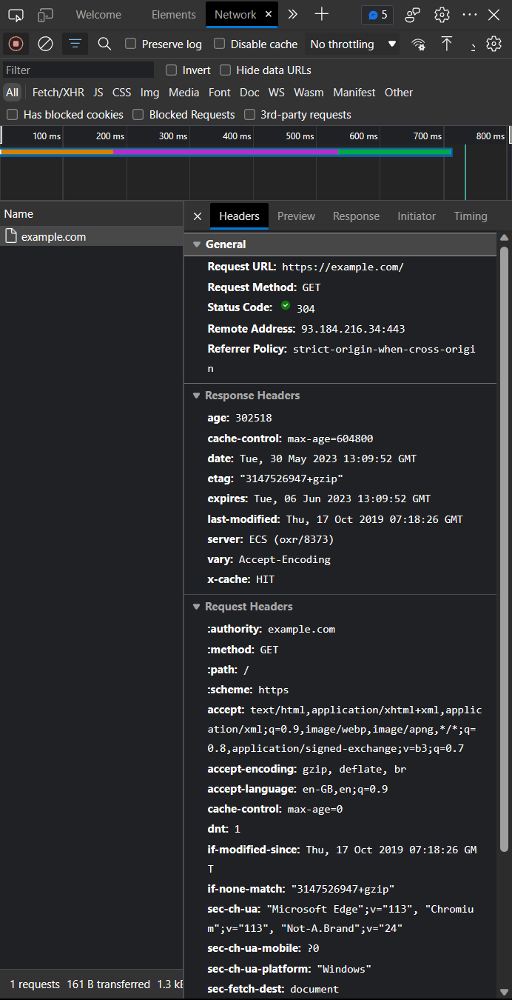 Welcome Elements Network 5
Preserve log Disable cache No throttling
Filter Invert Hide data URLs
All Fetch/XHR JS CSS Img Media Font Doc WS Wasm Manifest Other
Has blocked cookies Blocked Requests 3rd-party requests
100 ms 200 ms 300 ms 400 ms 500 ms 600 ms 700 ms 800 ms
Name
example.com
Headers Preview Response Initiator Timing
General
Request URL: https://example.com/
Request Method: GET
Status Code: 304
Remote Address: 93.184.216.34:443
Referrer Policy: strict-origin-when-cross-origi
n
Response Headers
age: 302518
cache-control: max-age=604800
date: Tue, 30 May 2023 13:09:52 GMT
etag: "3147526947+gzip"
expires: Tue, 06 Jun 2023 13:09:52 GMT
last-modified: Thu, 17 Oct 2019 07:18:26 GMT
server: ECS (oxr/8373)
vary: Accept-Encoding
x-cache: HIT
Request Headers
:authority: example.com
:method: GET
:path: /
:scheme: https
accept: text/html,application/xhtml+xml,applic
ation/xml;q=0.9,image/webp,image/apng,*/*;q=
0.8,application/signed-exchange;v=b3;q=0.7
accept-encoding: gzip, deflate, br
accept-language: en-GB,en;q=0.9
cache-control: max-age=0
dnt: 1
if-modified-since: Thu, 17 Oct 2019 07:18:26 GM
T
if-none-match: "3147526947+gzip"
sec-ch-ua: "Microsoft Edge";v="113", "Chromiu
m";v="113", "Not-A.Brand";v="24"
sec-ch-ua-mobile: ?0
sec-ch-ua-platform: "Windows"
sec-fetch-dest: document
1 requests 161 B transferred 1.3 kB